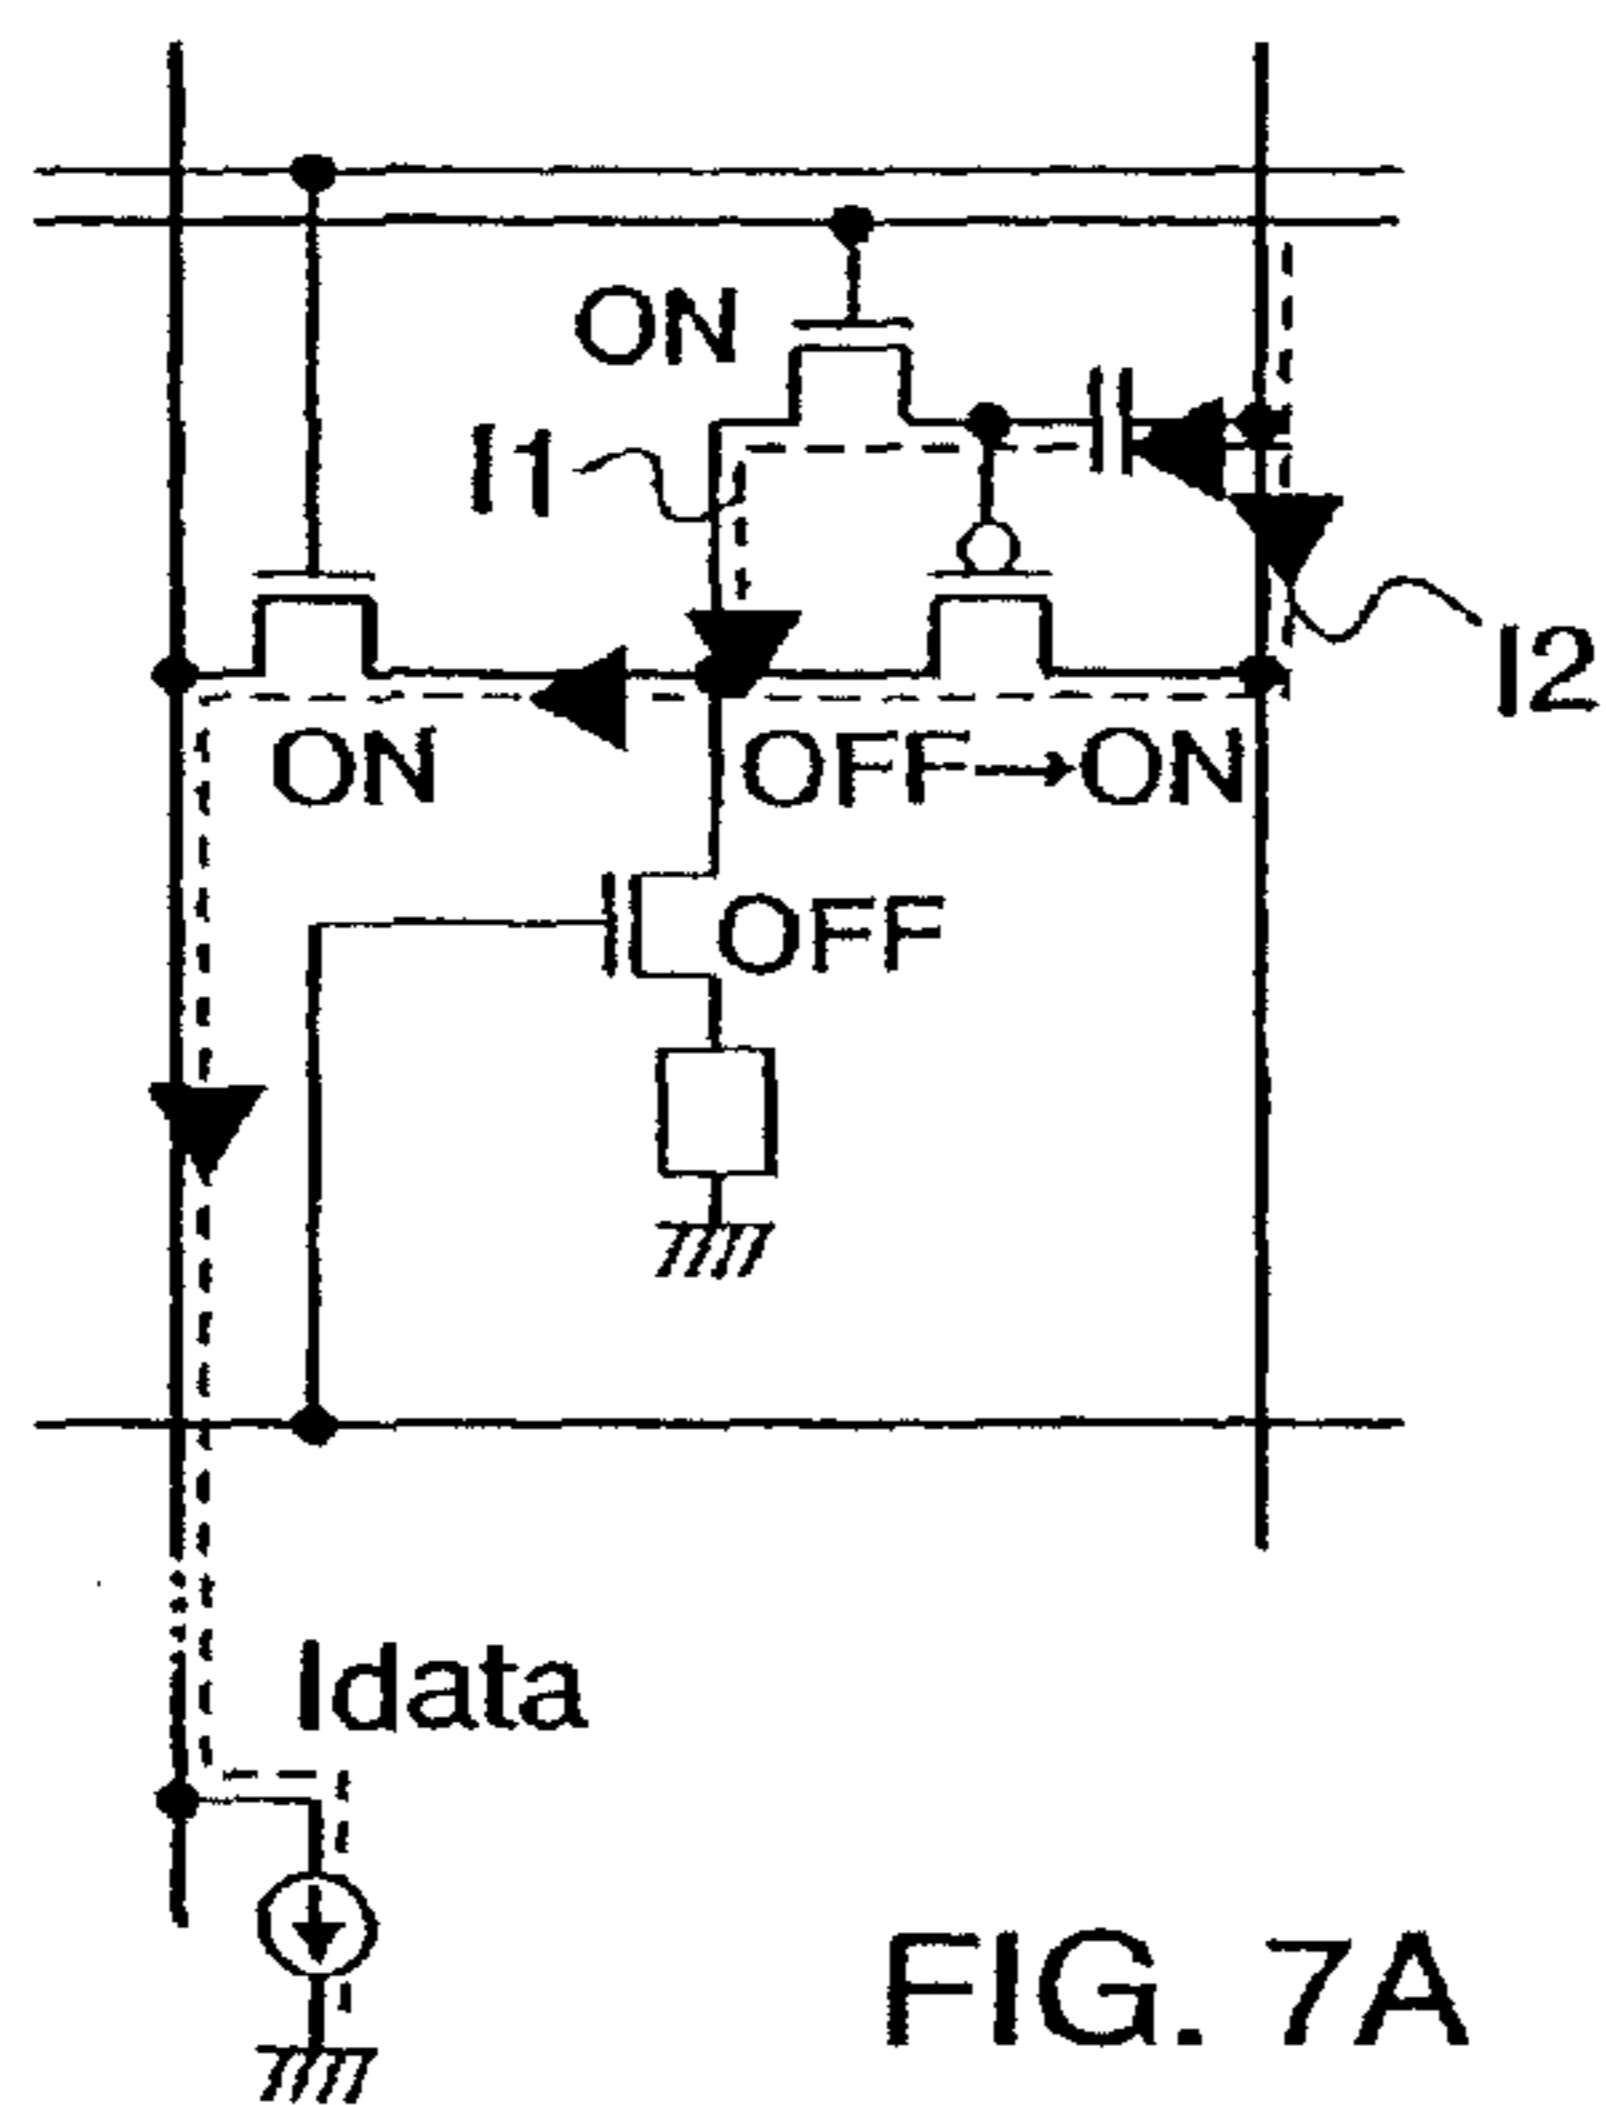 ON
I1
I2
ON
OFF→ON
OFF
Idata
FIG. 7A